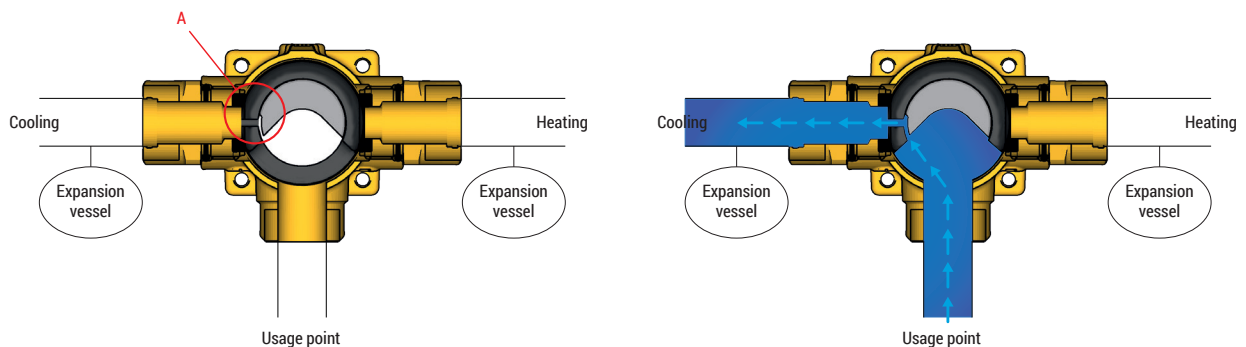 A
Cooling
Heating
Expansion
vessel
Expansion
vessel
Usage point
Cooling
Heating
Expansion
vessel
Expansion
vessel
Usage point